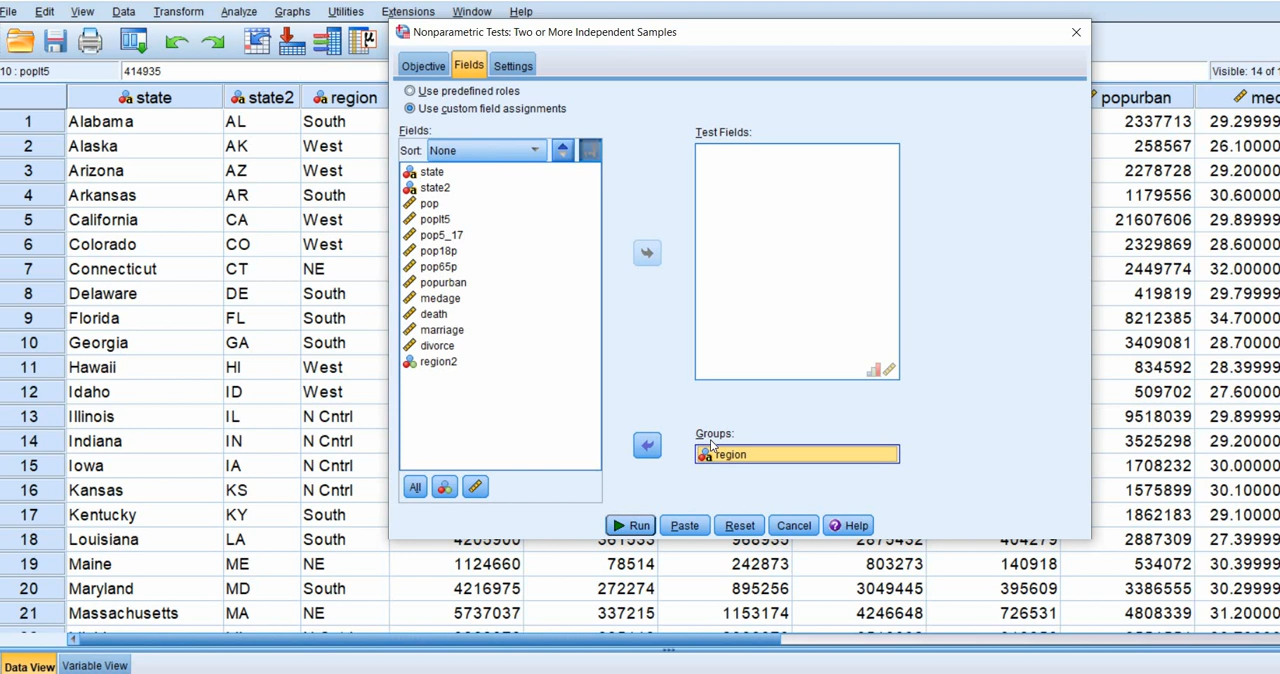 File Edit View Data Transform Analyze Graphs Utilities Extensions Window Help
Nonparametric Tests: Two or More Independent Samples
Objective Fields Settings
10 : poplt5 414935
Visible: 14 of
Use predefined roles
Use custom field assignments
Fields:
Sort: None
state
state2
pop
poplt5
pop5_17
pop18p
pop65p
popurban
medage
death
marriage
divorce
region2
All
Test Fields:
Groups:
region
Run Paste Reset Cancel Help
state state2 region popurban
1 Alabama AL South 2337713 29.29999
2 Alaska AK West 258567 26.10000
3 Arizona AZ West 2278728 29.20000
4 Arkansas AR South 1179556 30.60000
5 California CA West 21607606 29.89999
6 Colorado CO West 2329869 28.60000
7 Connecticut CT NE 2449774 32.00000
8 Delaware DE South 419819 29.79999
9 Florida FL South 8212385 34.70000
10 Georgia GA South 3409081 28.70000
11 Hawaii HI West 834592 28.39999
12 Idaho ID West 509702 27.60000
13 Illinois IL N Cntrl 9518039 29.89999
14 Indiana IN N Cntrl 3525298 29.20000
15 Iowa IA N Cntrl 1708232 30.00000
16 Kansas KS N Cntrl 1575899 30.10000
17 Kentucky KY South 1862183 29.10000
18 Louisiana LA South 4205900 361533 968935 2875432 404279 2887309 27.39999
19 Maine ME NE 1124660 78514 242873 803273 140918 534072 30.39999
20 Maryland MD South 4216975 272274 895256 3049445 395609 3386555 30.29999
21 Massachusetts MA NE 5737037 337215 1153174 4246648 726531 4808339 31.20000
Data View Variable View